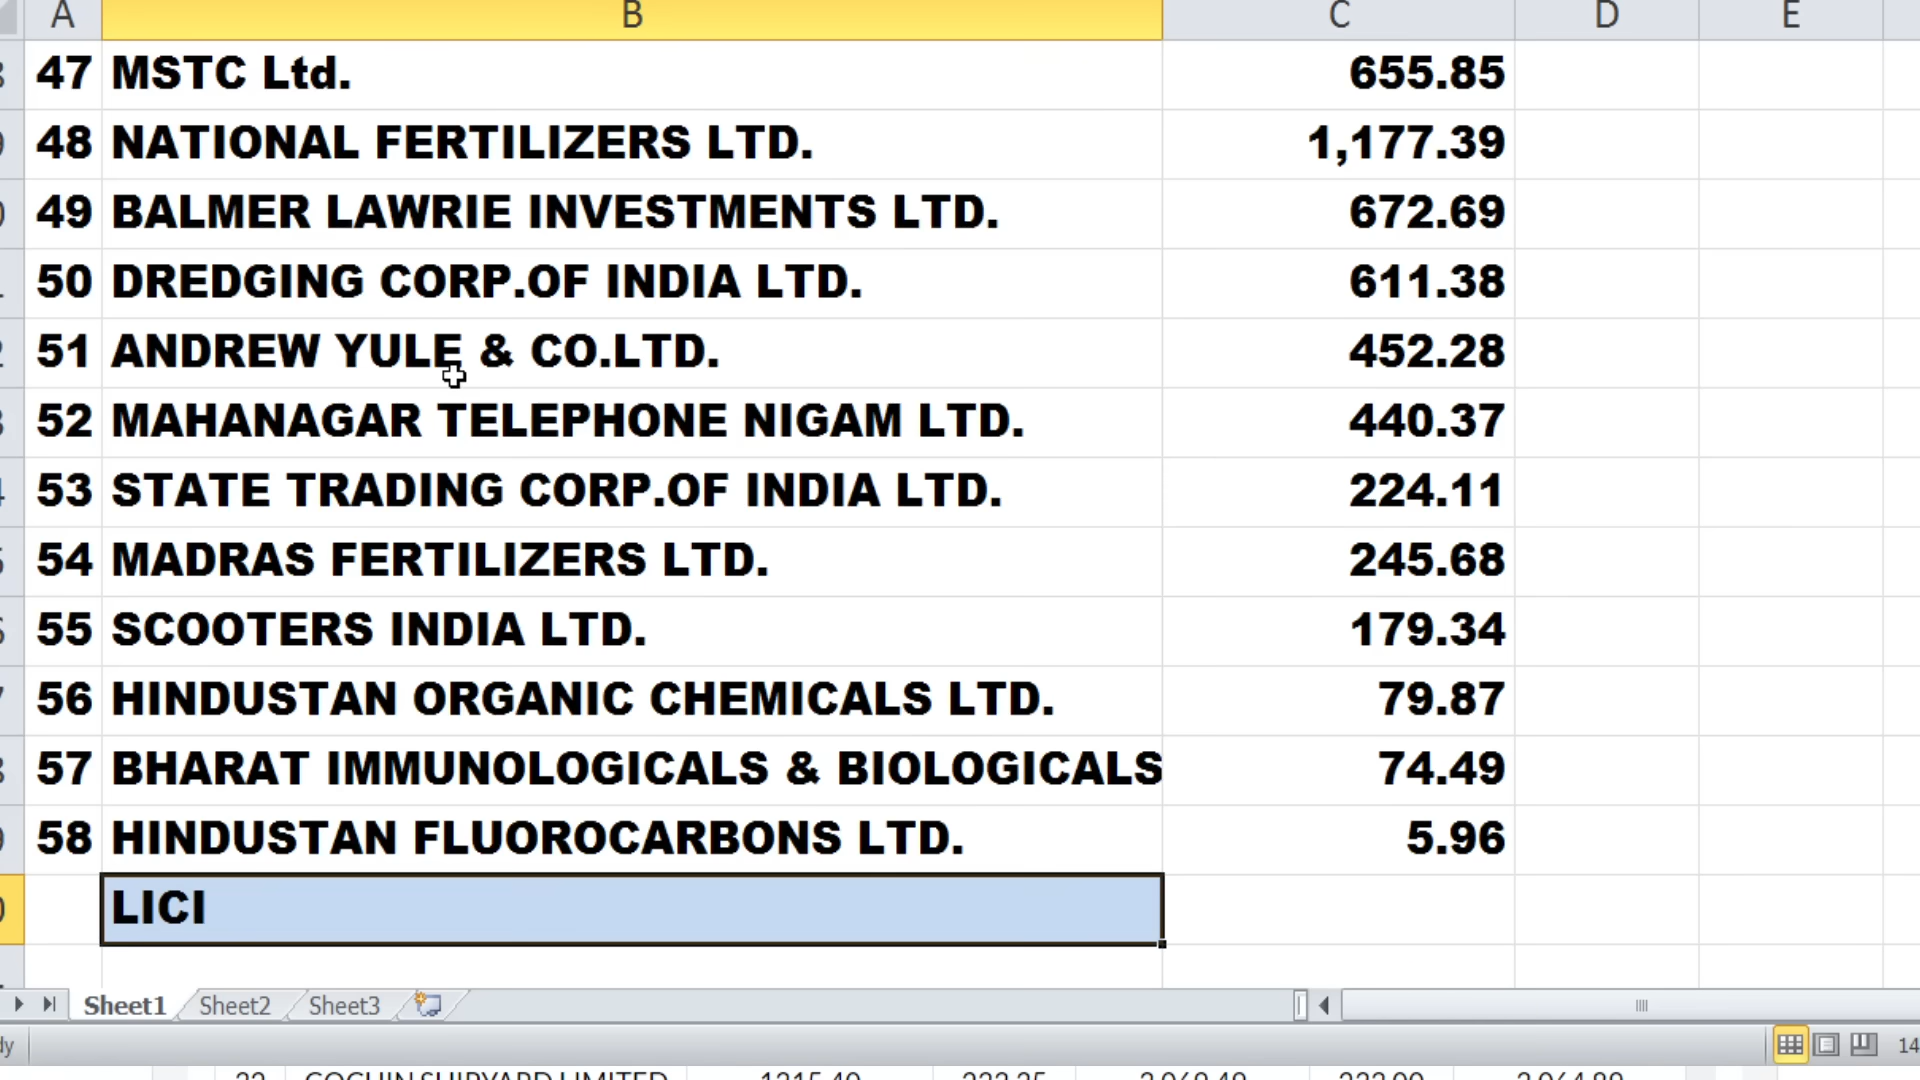 A B C D E
47 MSTC Ltd. 655.85
48 NATIONAL FERTILIZERS LTD. 1,177.39
49 BALMER LAWRIE INVESTMENTS LTD. 672.69
50 DREDGING CORP.OF INDIA LTD. 611.38
51 ANDREW YULE & CO.LTD. 452.28
52 MAHANAGAR TELEPHONE NIGAM LTD. 440.37
53 STATE TRADING CORP.OF INDIA LTD. 224.11
54 MADRAS FERTILIZERS LTD. 245.68
55 SCOOTERS INDIA LTD. 179.34
56 HINDUSTAN ORGANIC CHEMICALS LTD. 79.87
57 BHARAT IMMUNOLOGICALS & BIOLOGICALS 74.49
58 HINDUSTAN FLUOROCARBONS LTD. 5.96
LICI
Sheet1 Sheet2 Sheet3
14
COCHIN SHIPYARD LIMITED